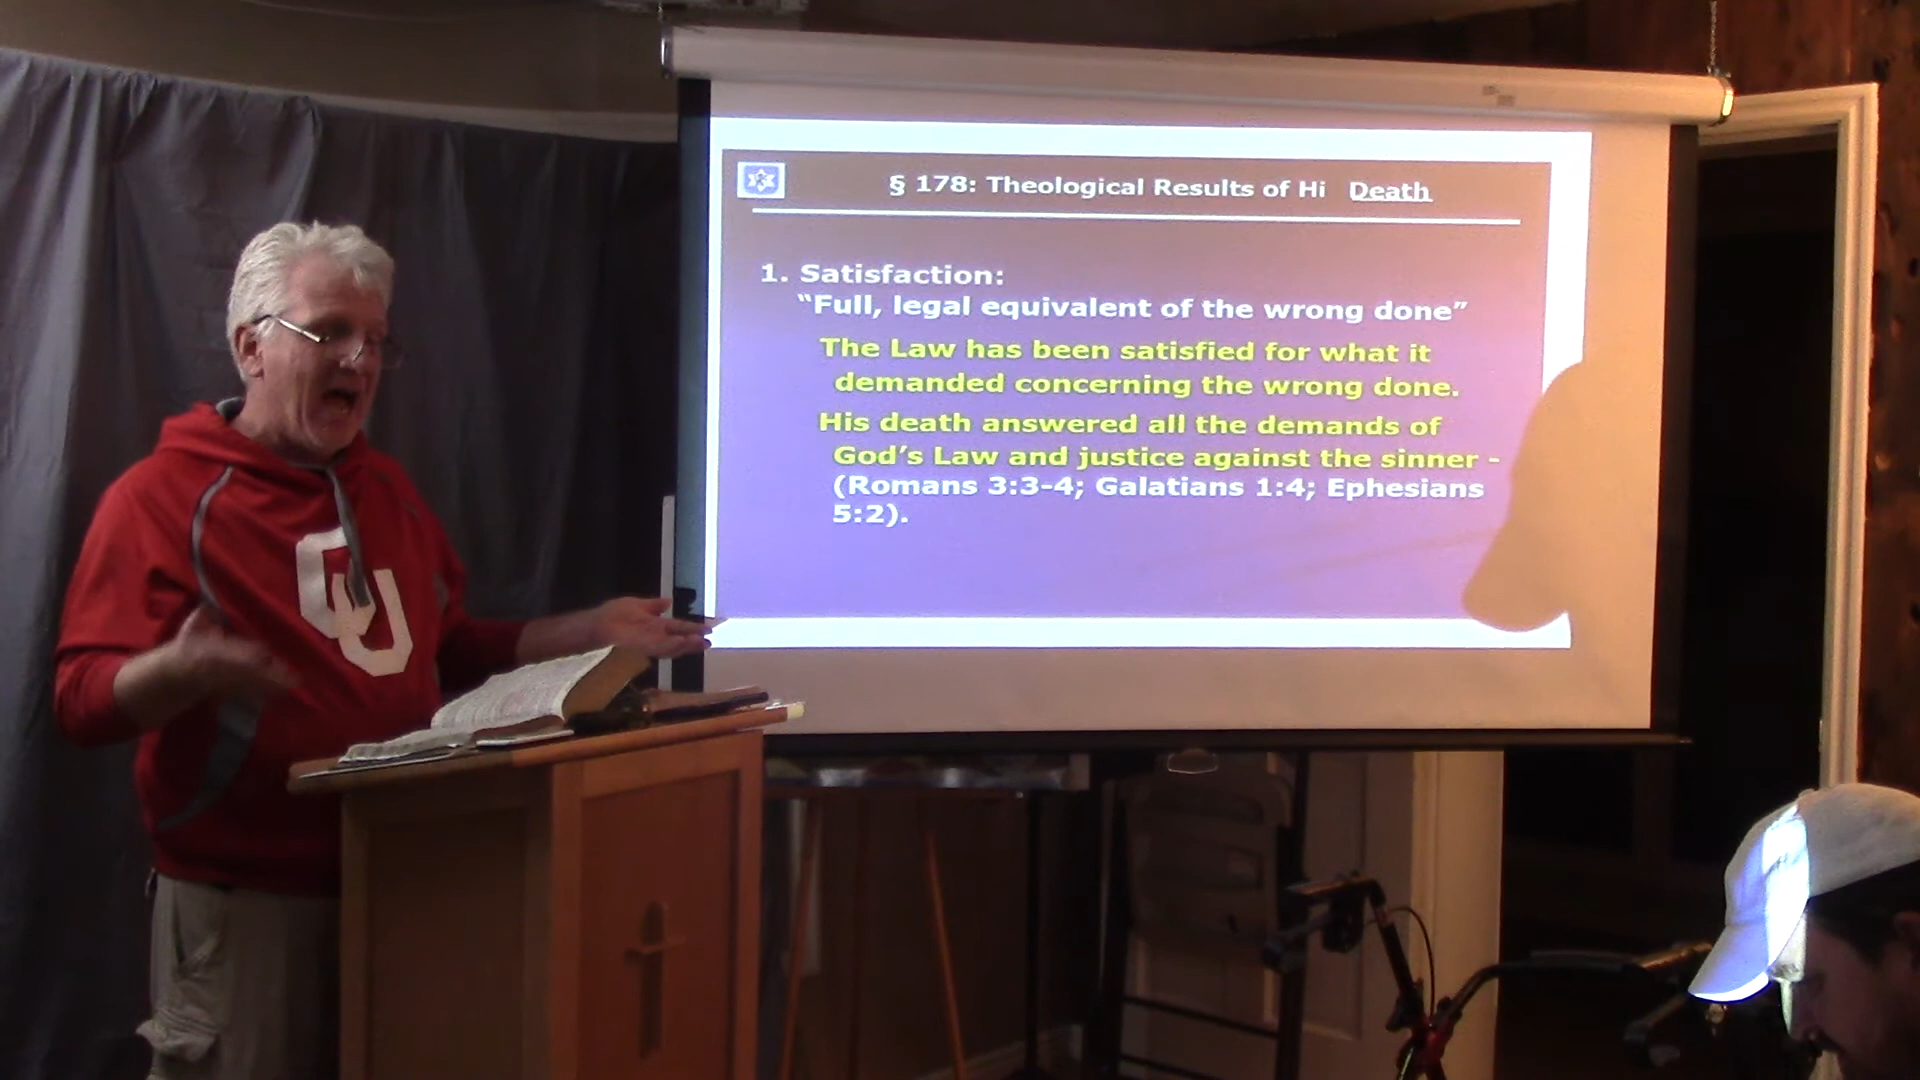 § 178: Theological Results of Hi Death
1. Satisfaction:
“Full, legal equivalent of the wrong done”
The Law has been satisfied for what it
demanded concerning the wrong done.
His death answered all the demands of
God’s Law and justice against the sinner -
(Romans 3:3-4; Galatians 1:4; Ephesians
5:2).
OU